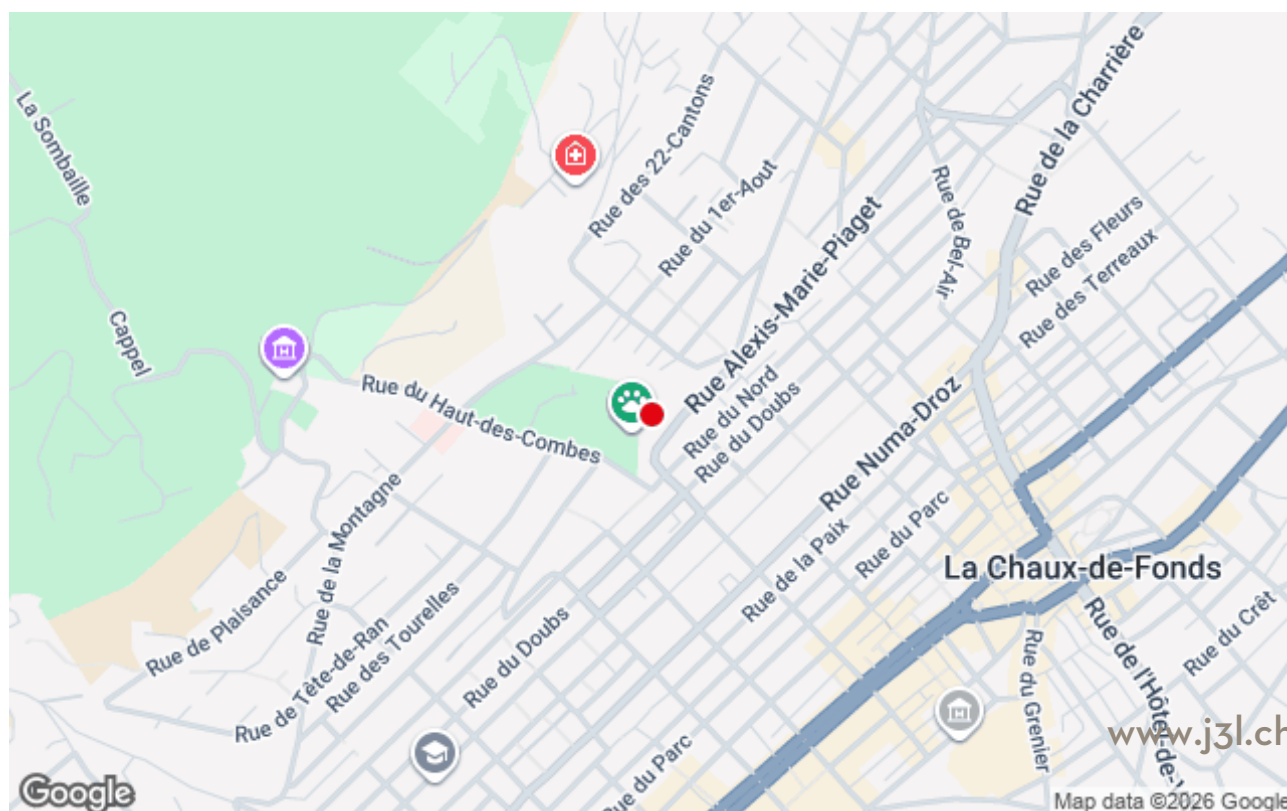 La Sombaille
Cappel
Rue des 22-Cantons
Rue du 1er-Aout
Rue Alexis-Marie-Piaget
Rue de la Charrière
Rue de Bel-Air
Rue des Fleurs
Rue des Terreaux
Rue du Haut-des-Combes
Rue du Nord
Rue du Doubs
Rue Numa-Droz
Rue de la Paix
Rue du Parc
La Chaux-de-Fonds
Rue de la Montagne
Rue de Plaisance
Rue de Tête-de-Ran
Rue des Tourelles
Rue du Doubs
Rue du Parc
Rue du Grenier
Rue de l'Hôtel-de-
Rue du Crêt
www.j3l.ch
Google
Map data ©2026 Google